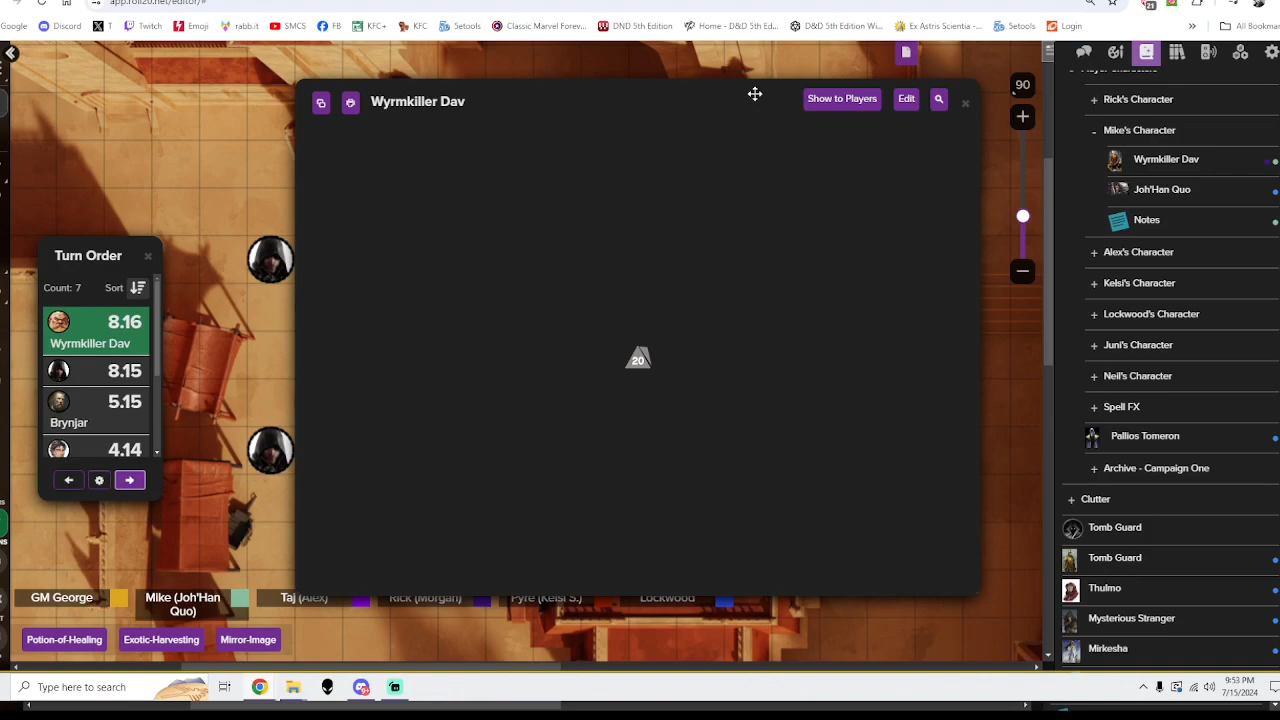 app.roll20.net/editor/#
21
Google Discord T Twitch Emoji rabb.it SMCS FB KFC+ KFC 5etools Classic Marvel Forev... DND 5th Edition Home - D&D 5th Ed... D&D 5th Edition Wi... Ex Astris Scientia -... 5etools Login » All Bookma
Wyrmkiller Dav
Show to Players
Edit
90
20
Turn Order
Count: 7 Sort
8.16
Wyrmkiller Dav
8.15
5.15
Brynjar
4.14
GM George
Mike (Joh'Han
Quo)
Taj (Alex)
Rick (Morgan)
Pyre (Kelsi S.)
Lockwood
Potion-of-Healing
Exotic-Harvesting
Mirror-Image
Player Characters
Rick's Character
Mike's Character
Wyrmkiller Dav
Joh'Han Quo
Notes
Alex's Character
Kelsi's Character
Lockwood's Character
Juni's Character
Neil's Character
Spell FX
Pallios Tomeron
Archive - Campaign One
Clutter
Tomb Guard
Tomb Guard
Thulmo
Mysterious Stranger
Mirkesha
Type here to search
9:53 PM
7/15/2024